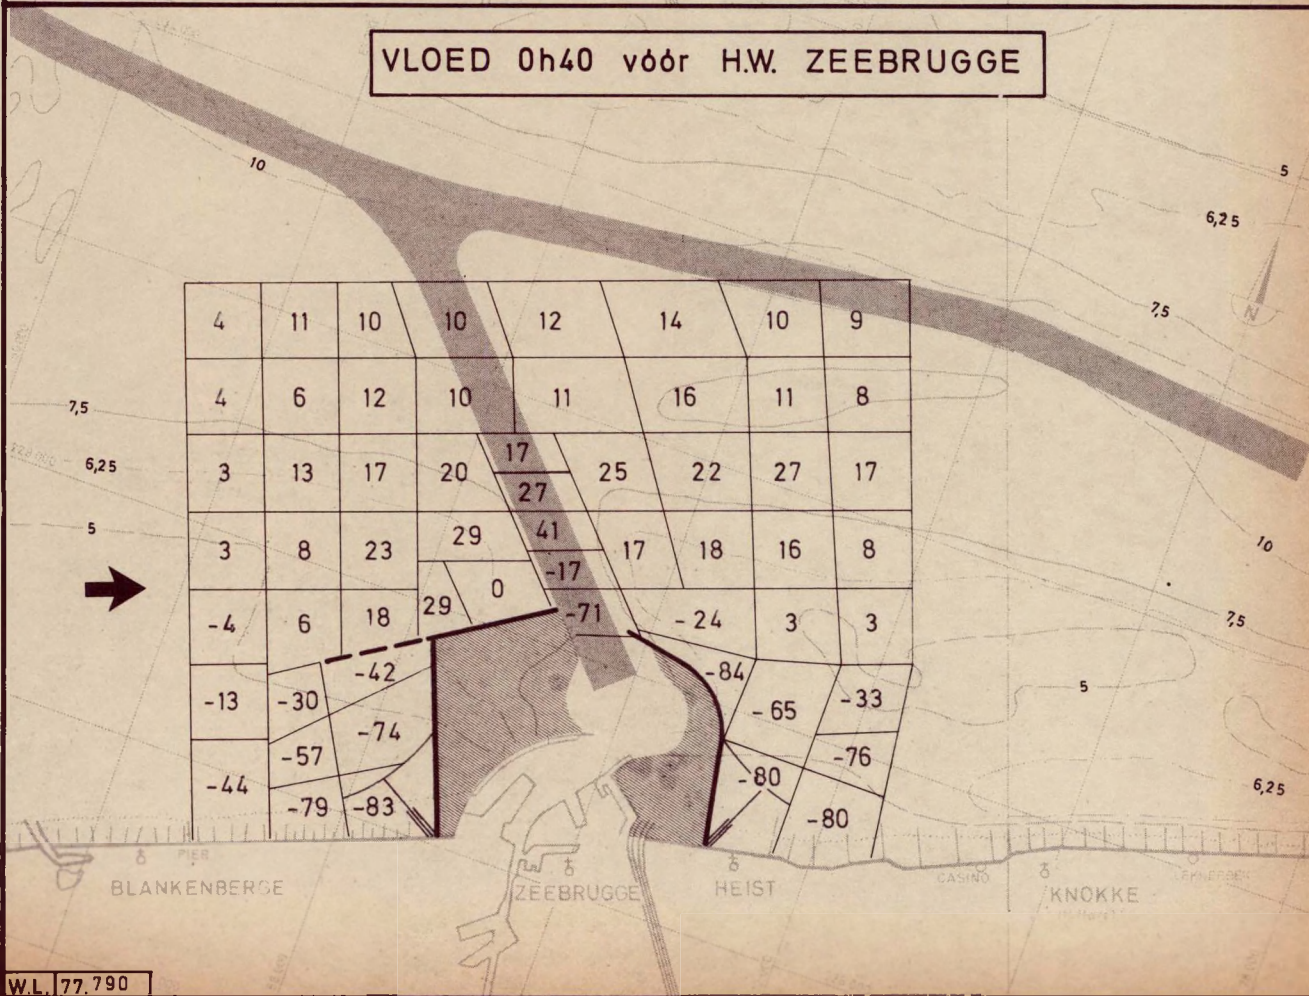 VLOED 0h40 vóór H.W. ZEEBRUGGE
10
5
6,25
N
7,5
4 11 10 10 12 14 10 9
4 6 12 10 11 16 11 8
7,5
6,25
3 13 17 20 17 25 22 27 17
27
5
3 8 23 29 41 17 18 16 8
-17
10
0
29
-4 6 18 -71 -24 3 3
7,5
-42
-84
-13 -30 -65 -33
5
-74
-57 -76
-44 -80
-79 -83 -80
6,25
PIER
BLANKENBERGE
ZEEBRUGGE
HEIST
CASINO
KNOKKE
W.L. 77.790